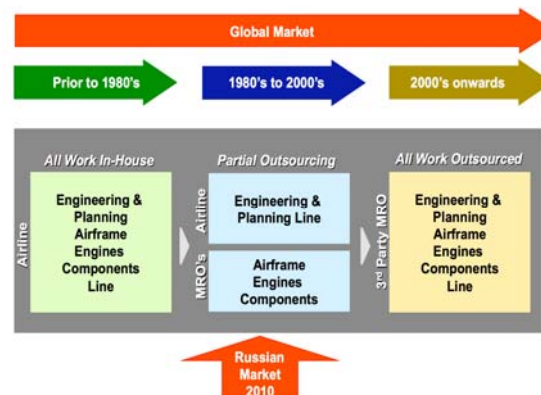 Global Market
Prior to 1980's
1980's to 2000's
2000's onwards
All Work In-House
Partial Outsourcing
All Work Outsourced
Airline
Engineering &
Planning
Airframe
Engines
Components
Line
Airline
Engineering &
Planning Line
MRO's
Airframe
Engines
Components
3rd Party MRO
Engineering &
Planning
Airframe
Engines
Components
Line
Russian
Market
2010